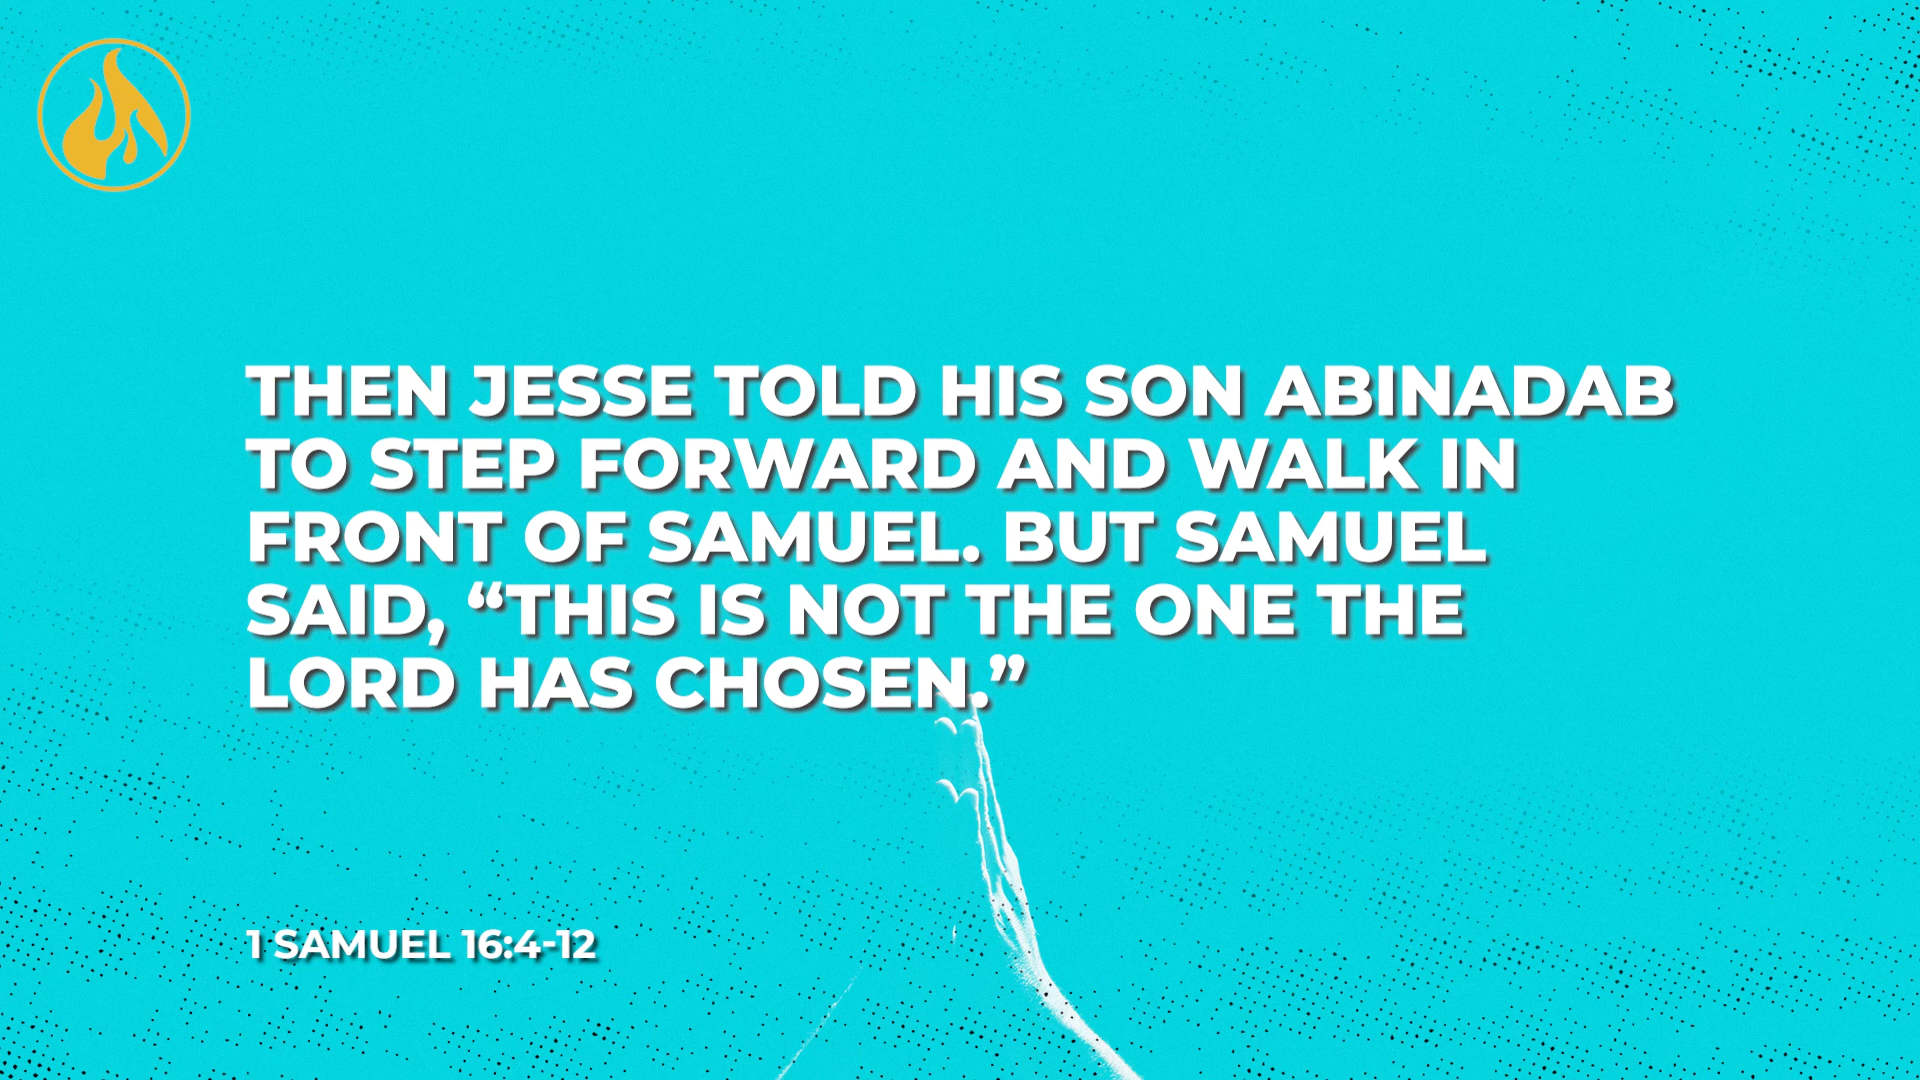 THEN JESSE TOLD HIS SON ABINADAB
TO STEP FORWARD AND WALK IN
FRONT OF SAMUEL. BUT SAMUEL
SAID, “THIS IS NOT THE ONE THE
LORD HAS CHOSEN.”
1 SAMUEL 16:4-12